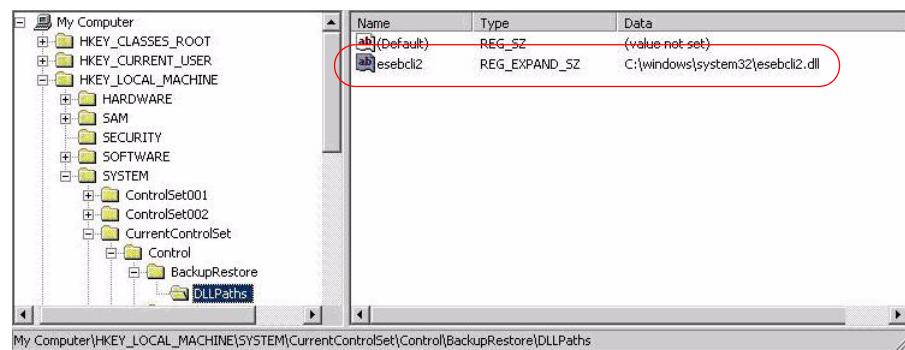 My Computer
HKEY_CLASSES_ROOT
HKEY_CURRENT_USER
HKEY_LOCAL_MACHINE
HARDWARE
SAM
SECURITY
SOFTWARE
SYSTEM
ControlSet001
ControlSet002
CurrentControlSet
Control
BackupRestore
DLLPaths
Name Type Data
(Default) REG_SZ (value not set)
esebcli2 REG_EXPAND_SZ C:\windows\system32\esebcli2.dll
My Computer\HKEY_LOCAL_MACHINE\SYSTEM\CurrentControlSet\Control\BackupRestore\DLLPaths